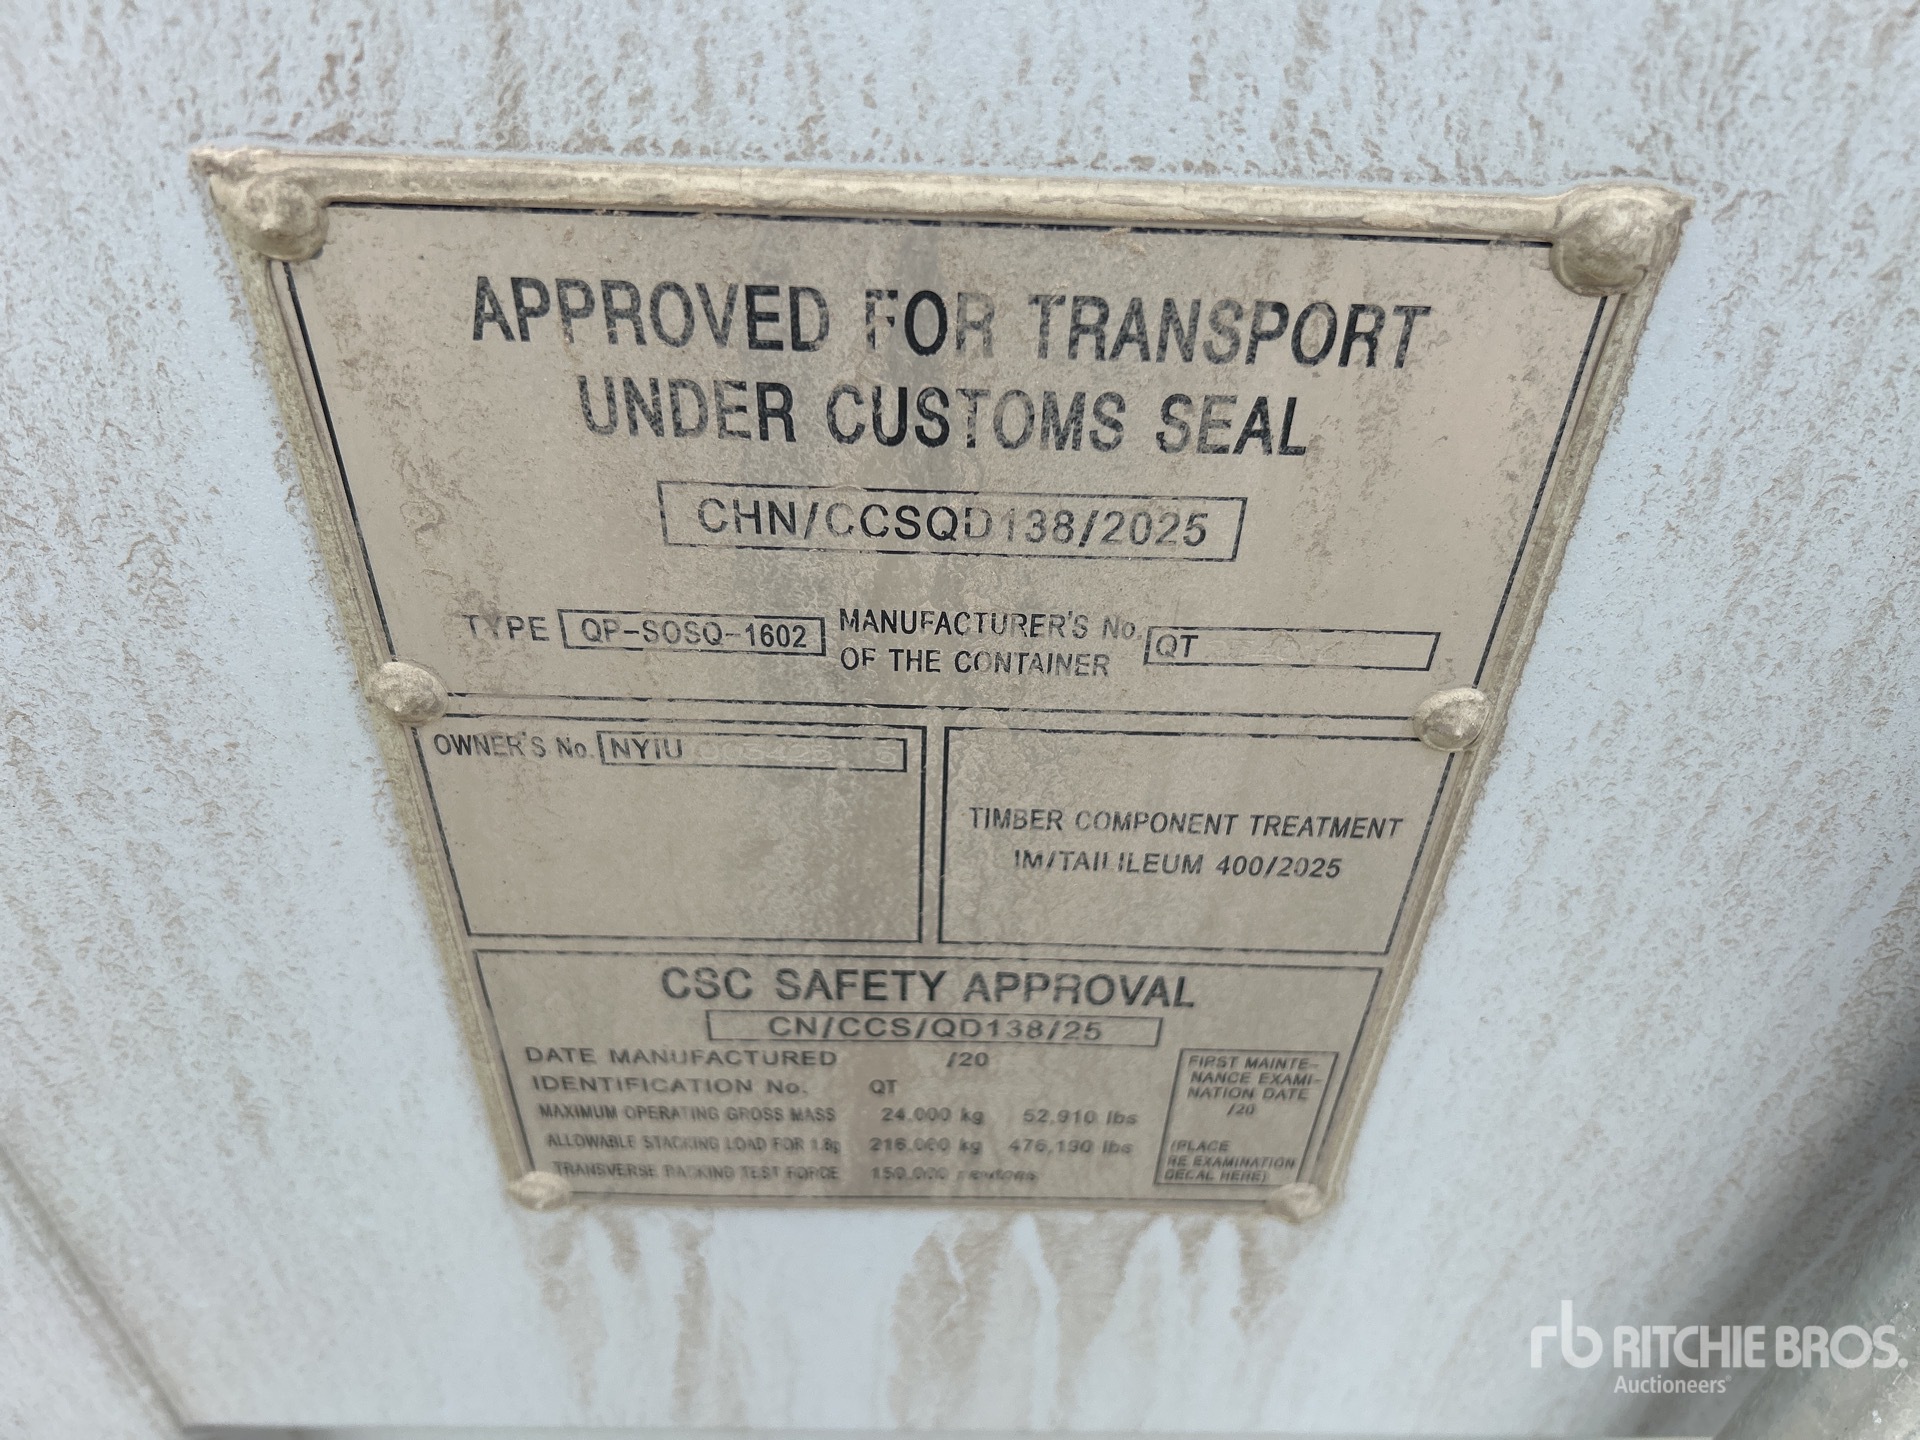 APPROVED FOR TRANSPORT
UNDER CUSTOMS SEAL
CHN/CCSQD138/2025
TYPE QP-SOSQ-1602 MANUFACTURER'S No. OF THE CONTAINER QT
OWNER'S No. NYIU
TIMBER COMPONENT TREATMENT
IM/TAILILEUM 400/2025
CSC SAFETY APPROVAL
CN/CCS/QD138/25
DATE MANUFACTURED /20
IDENTIFICATION No. QT
MAXIMUM OPERATING GROSS MASS 24.000 kg 52,910 lbs
ALLOWABLE STACKING LOAD FOR 1.8g 216.000 kg 476,190 lbs
TRANSVERSE RACKING TEST FORCE 150.000 newtons
FIRST MAINTE-
NANCE EXAMI-
NATION DATE
/20
(PLACE
RE EXAMINATION
DECAL HERE)
rb RITCHIE BROS.
Auctioneers